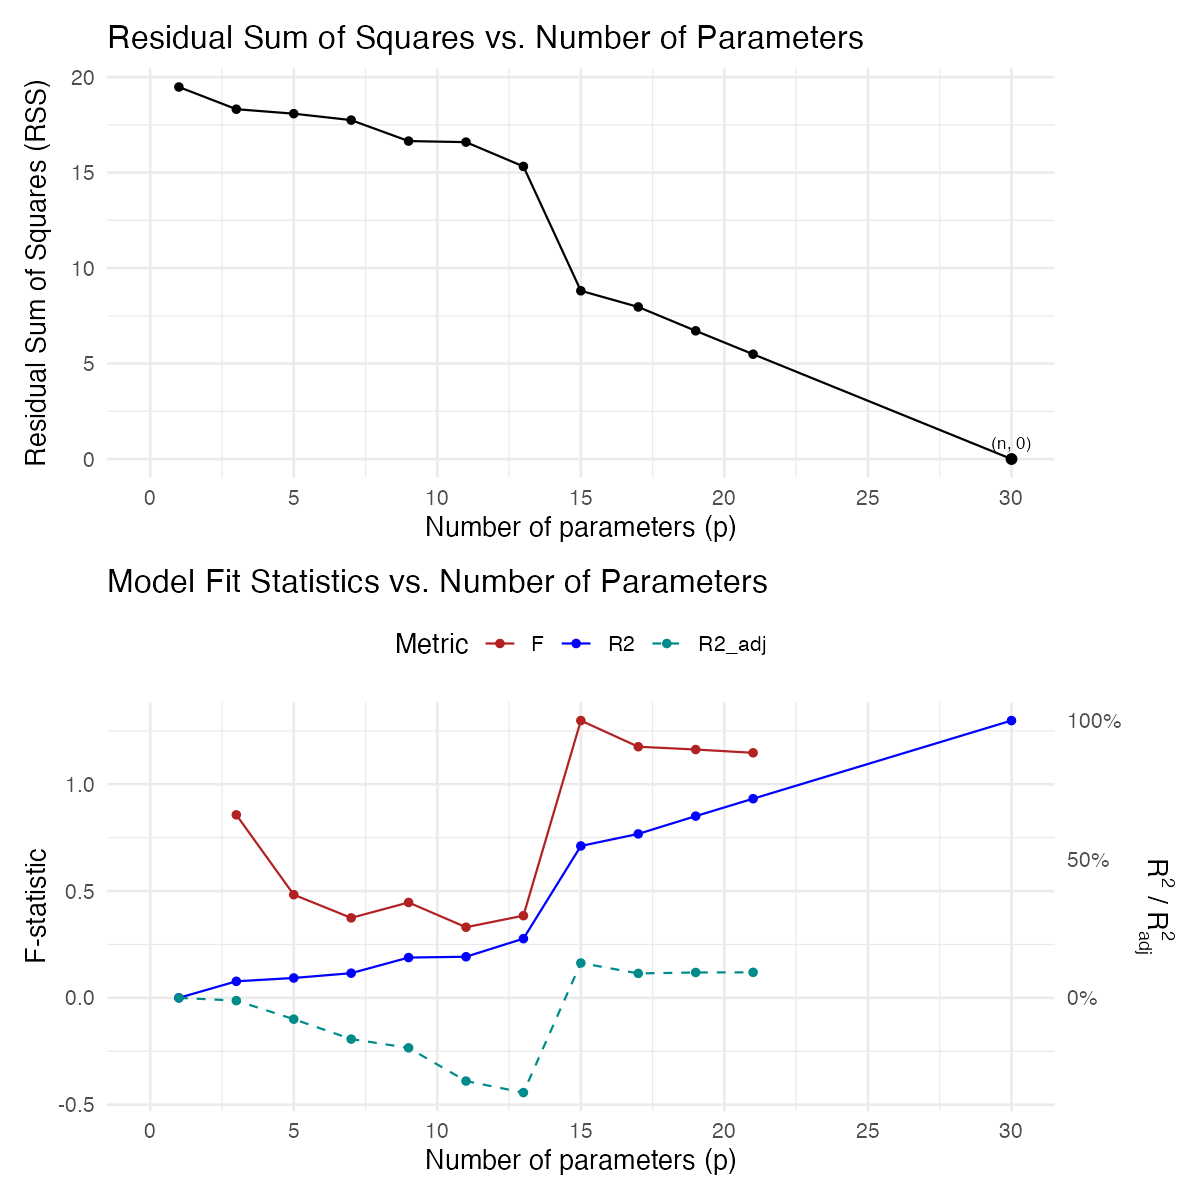 Residual Sum of Squares vs. Number of Parameters
Residual Sum of Squares (RSS)
20
15
10
5
0
(n, 0)
0 5 10 15 20 25 30
Number of parameters (p)
Model Fit Statistics vs. Number of Parameters
Metric F R2 R2_adj
F-statistic
1.0
0.5
0.0
-0.5
100%
50%
0%
R² / R²adj
0 5 10 15 20 25 30
Number of parameters (p)